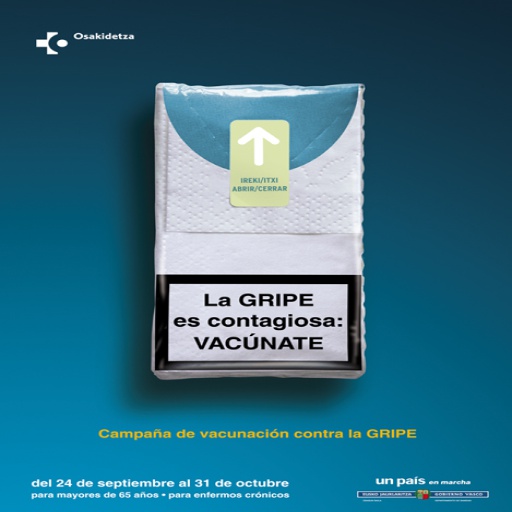 Osakidetza
IREKI/ITXI
ABRIR/CERRAR
La GRIPE
es contagiosa:
VACÚNATE
Campaña de vacunación contra la GRIPE
del 24 de septiembre al 31 de octubre
para mayores de 65 años • para enfermos crónicos
un país en marcha
EUSKO JAURLARITZA
GOBIERNO VASCO